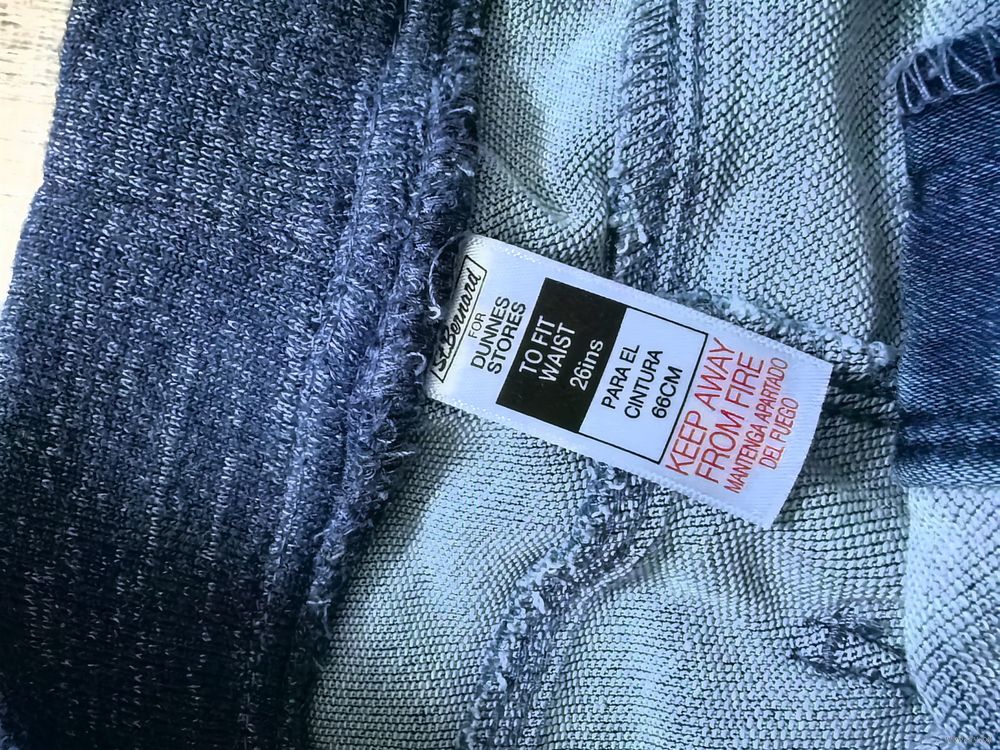 St.Bernard
FOR
DUNNES
STORES
TO FIT
WAIST
26ins
PARA EL
CINTURA
66CM
KEEP AWAY
FROM FIRE
MANTENGA APARTADO
DEL FUEGO